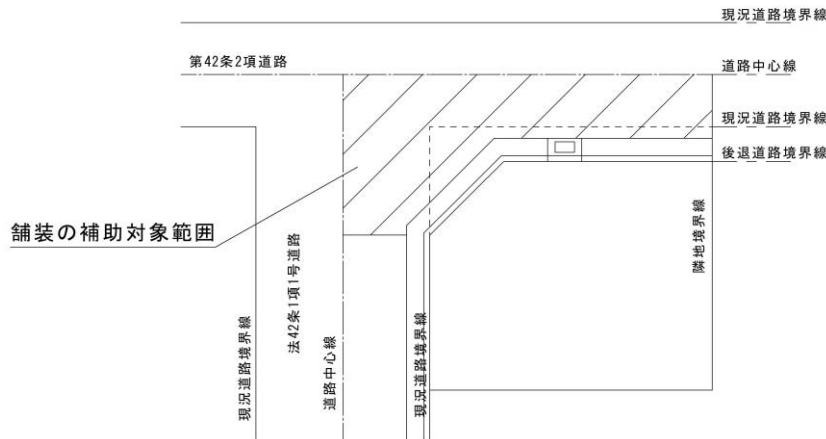 現況道路境界線
第42条2項道路
道路中心線
現況道路境界線
後退道路境界線
舗装の補助対象範囲
隣地境界線
法42条1項1号道路
現況道路境界線
道路中心線
現況道路境界線